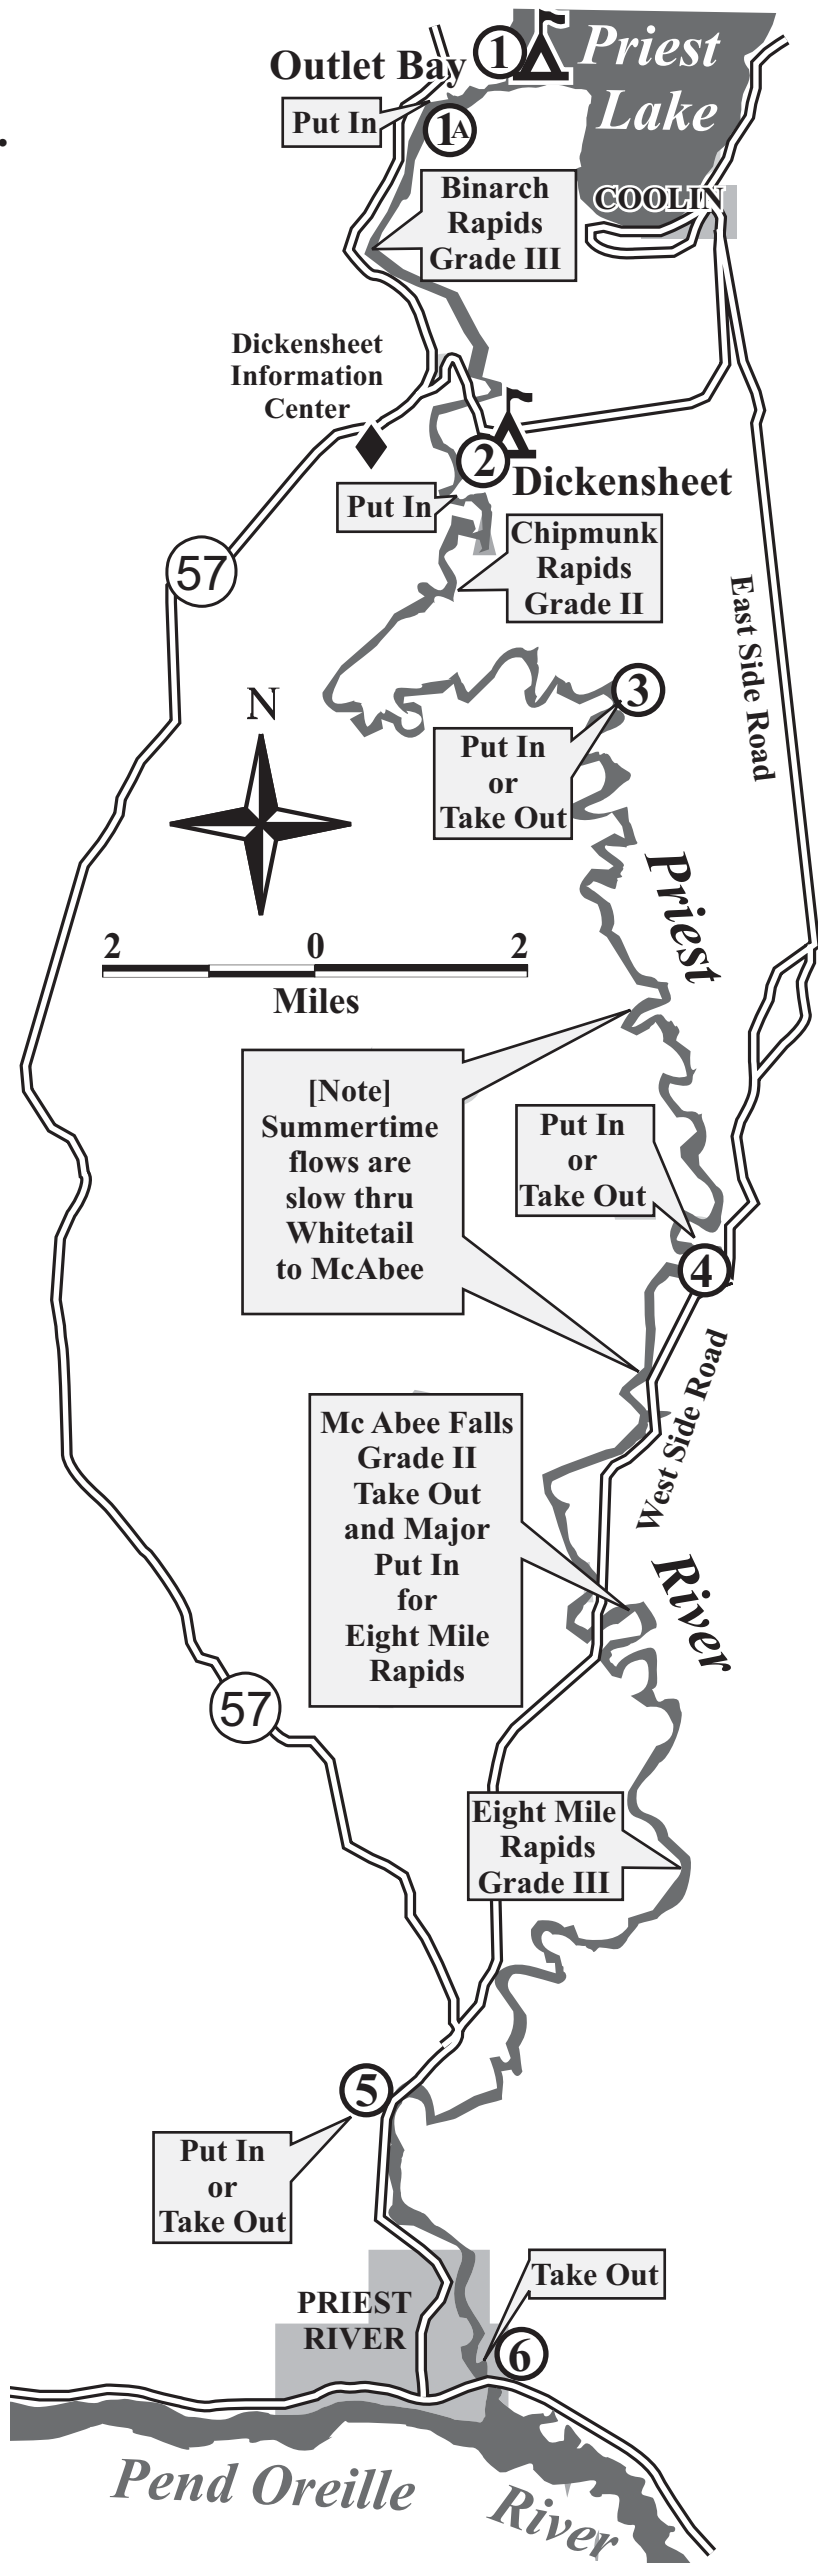 Outlet Bay
1
Priest
Lake
Put In
1A
Binarch
Rapids
Grade III
COOLIN
Dickensheet
Information
Center
2
Dickensheet
Put In
Chipmunk
Rapids
Grade II
57
East Side Road
3
N
Put In
or
Take Out
Priest
2 0 2
Miles
[Note]
Summertime
flows are
slow thru
Whitetail
to McAbee
Put In
or
Take Out
4
West Side Road
Mc Abee Falls
Grade II
Take Out
and Major
Put In
for
Eight Mile
Rapids
River
57
Eight Mile
Rapids
Grade III
5
Put In
or
Take Out
Take Out
PRIEST
RIVER
6
Pend Oreille
River